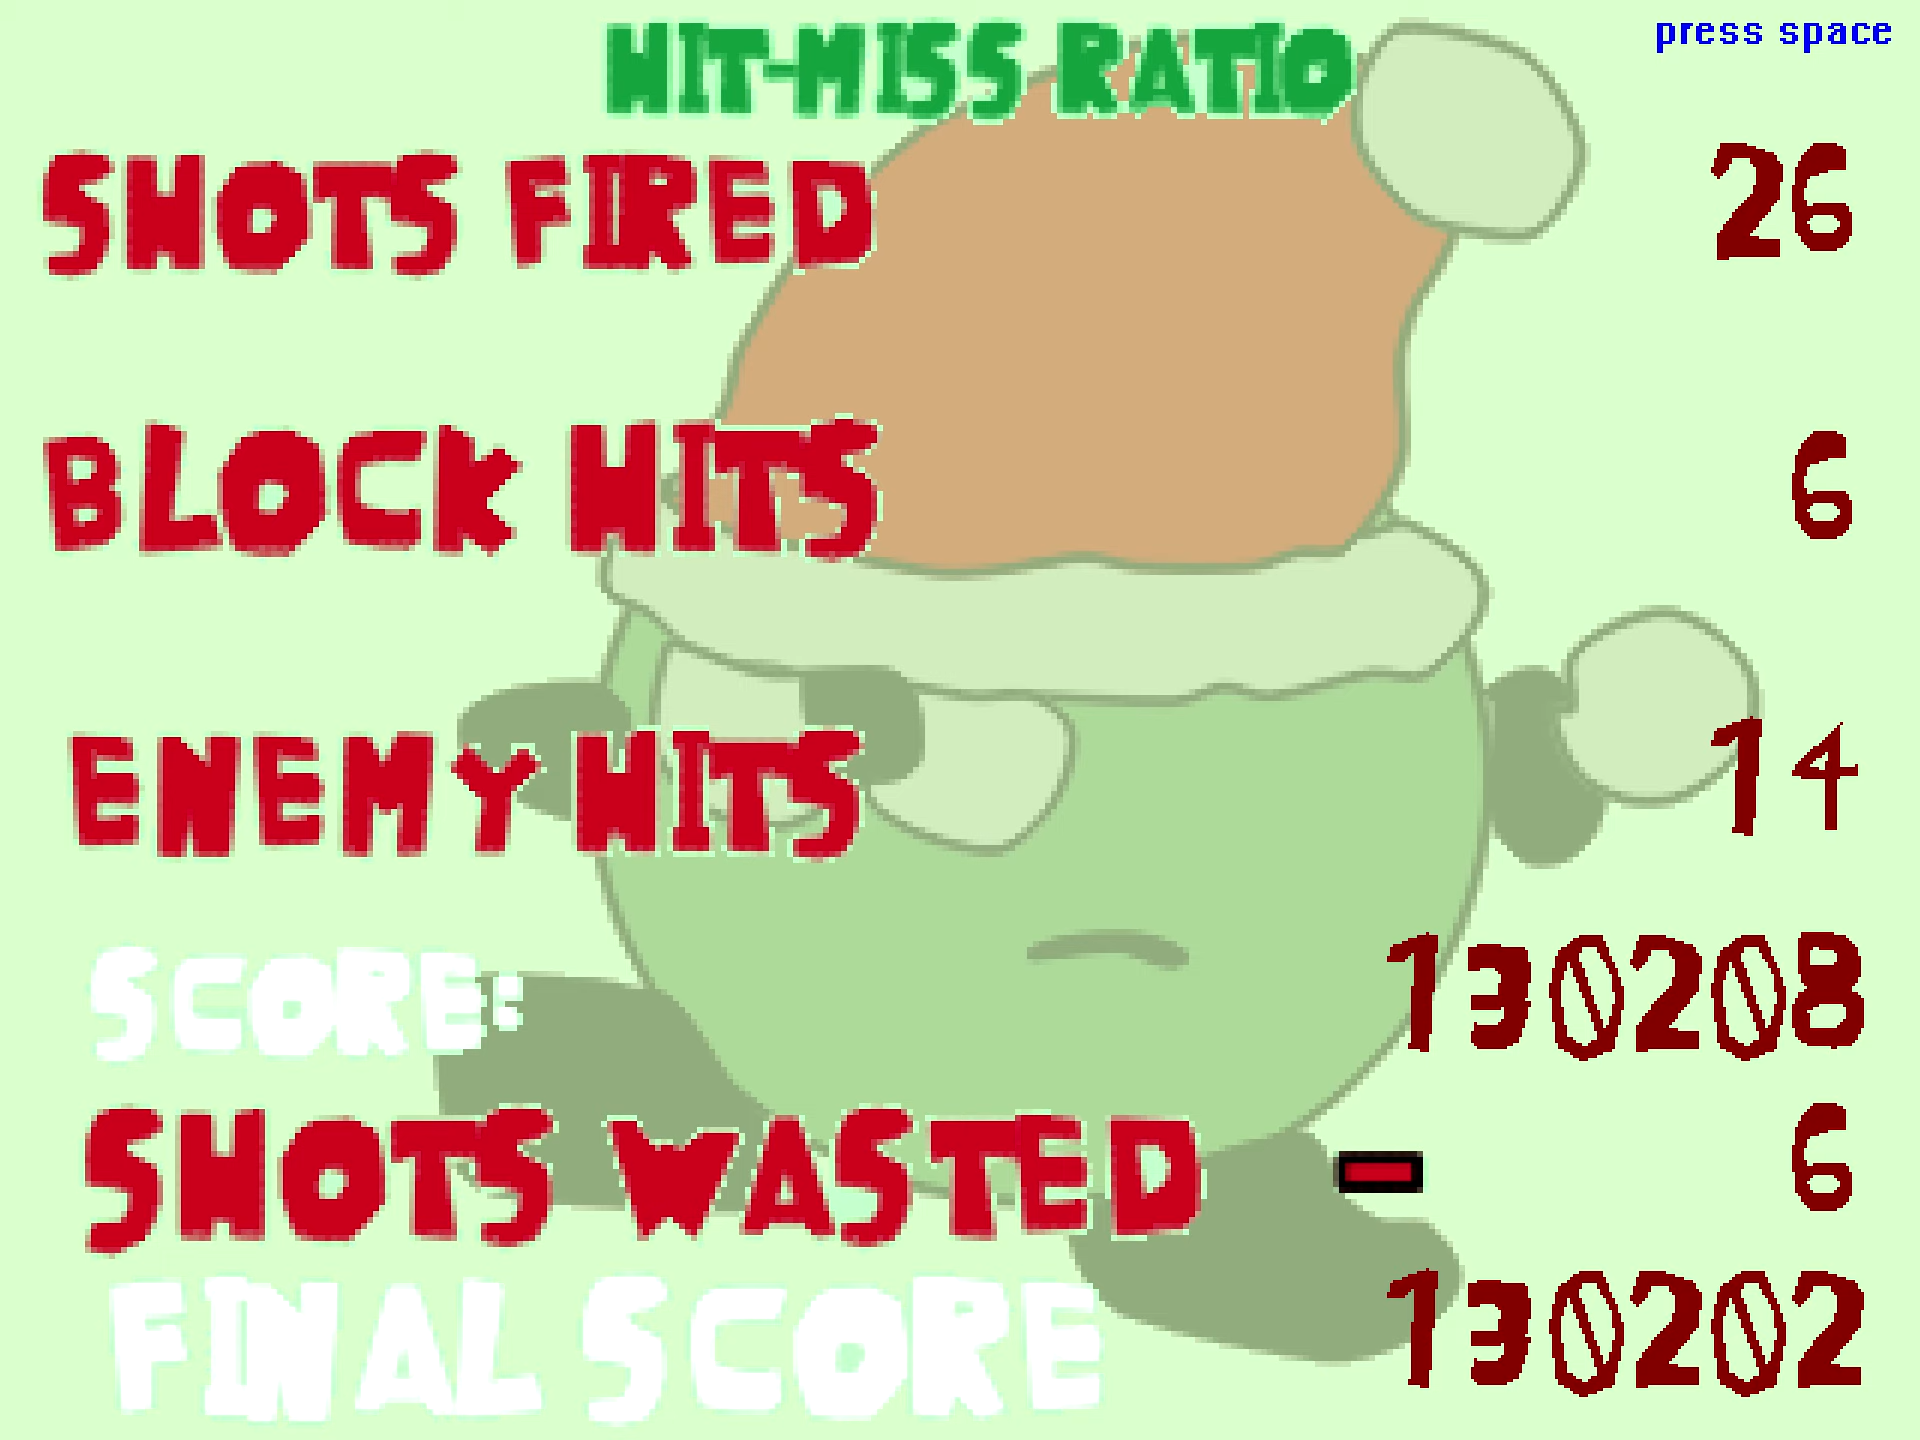 HIT-MISS RATIO
press space
SHOTS FIRED 26
BLOCK HITS 6
ENEMY HITS 14
SCORE: 130208
SHOTS WASTED - 6
FINAL SCORE 130202